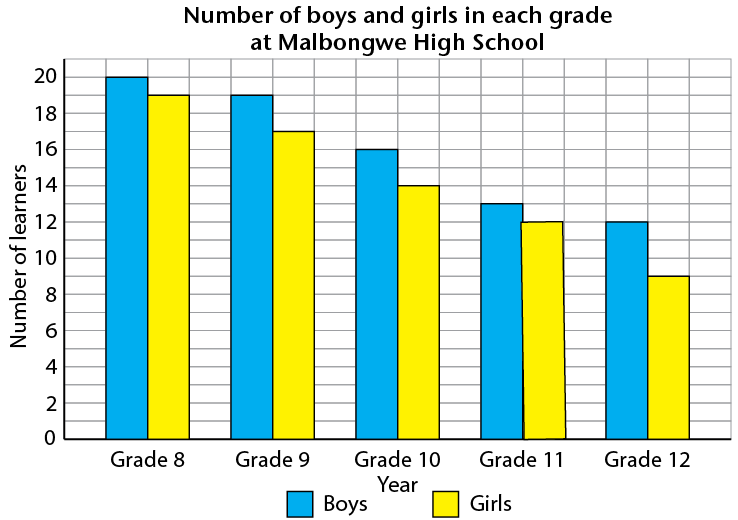 Number of boys and girls in each grade
at Malbongwe High School
Number of learners
20
18
16
14
12
10
8
6
4
2
0
Grade 8 Grade 9 Grade 10 Grade 11 Grade 12
Year
Boys Girls